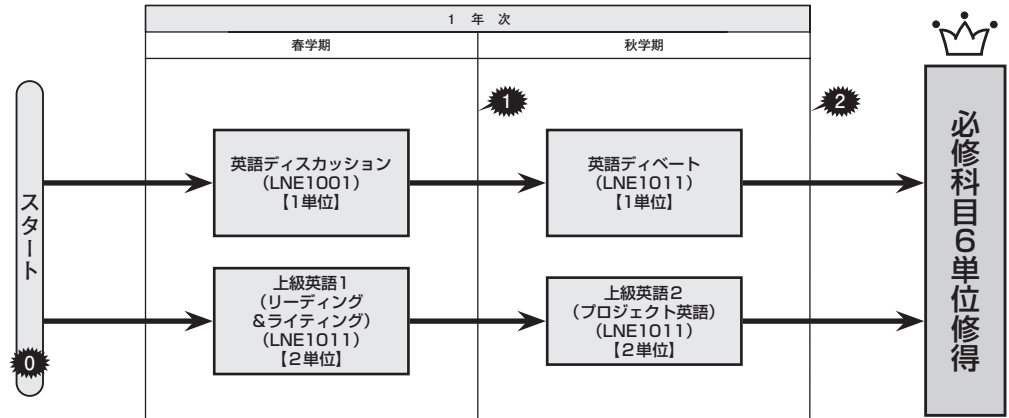 1 年 次
春学期
秋学期
スタート
0
1
2
英語ディスカッション
(LNE1001)
【1単位】
英語ディベート
(LNE1011)
【1単位】
上級英語1
(リーディング
&ライティング)
(LNE1011)
【2単位】
上級英語2
(プロジェクト英語)
(LNE1011)
【2単位】
必修科目6単位修得